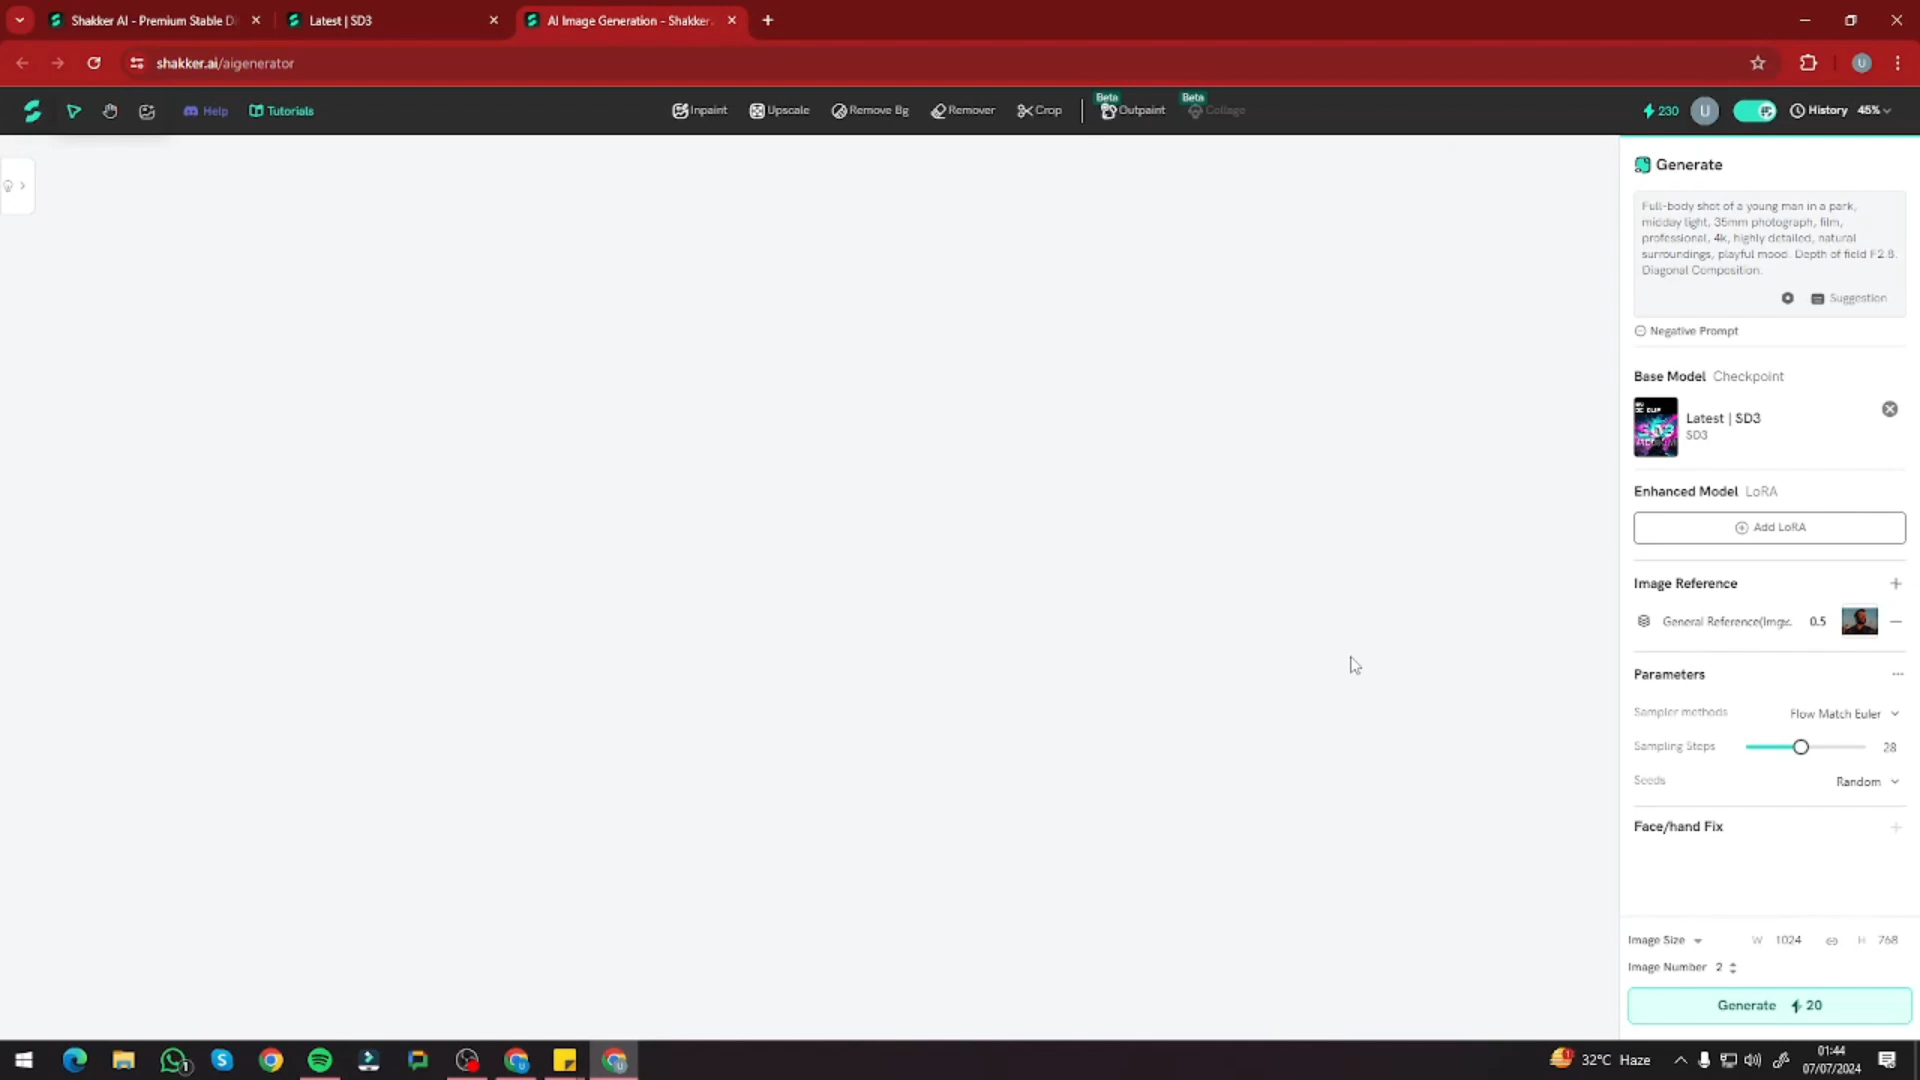 Shakker AI - Premium Stable D
Latest | SD3
AI Image Generation - Shakker.
shakker.ai/aigenerator
U
Help
Tutorials
Inpaint
Upscale
Remove Bg
Remover
Crop
Beta
Outpaint
Beta
Collage
230
U
History
45%
Generate
Full-body shot of a young man in a park,
midday light, 35mm photograph, film,
professional, 4k, highly detailed, natural
surroundings, playful mood. Depth of field F2.8.
Diagonal Composition.
Suggestion
Negative Prompt
Base Model Checkpoint
Latest | SD3
SD3
Enhanced Model LoRA
Add LoRA
Image Reference
General Reference(Img 0.5
Parameters
Sampler methods Flow Match Euler
Sampling Steps 28
Seeds Random
Face/hand Fix
Image Size W 1024 H 768
Image Number 2
Generate 20
32°C Haze
01:44
07/07/2024